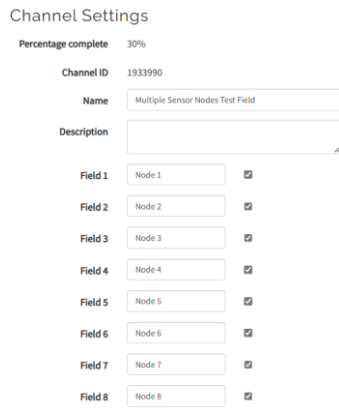 Channel Settings
Percentage complete 30%
Channel ID 1933990
Name Multiple Sensor Nodes Test Field
Description
Field 1 Node 1
Field 2 Node 2
Field 3 Node 3
Field 4 Node 4
Field 5 Node 5
Field 6 Node 6
Field 7 Node 7
Field 8 Node 8